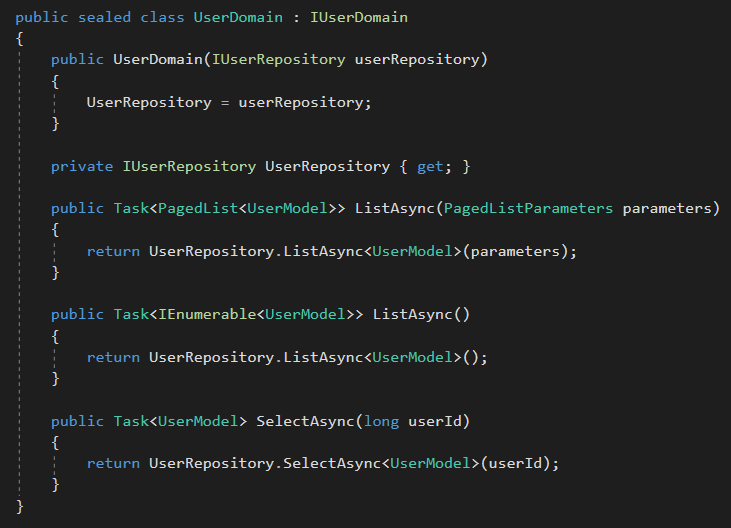 public sealed class UserDomain : IUserDomain
{
    public UserDomain(IUserRepository userRepository)
    {
        UserRepository = userRepository;
    }

    private IUserRepository UserRepository { get; }

    public Task<PagedList<UserModel>> ListAsync(PagedListParameters parameters)
    {
        return UserRepository.ListAsync<UserModel>(parameters);
    }

    public Task<IEnumerable<UserModel>> ListAsync()
    {
        return UserRepository.ListAsync<UserModel>();
    }

    public Task<UserModel> SelectAsync(long userId)
    {
        return UserRepository.SelectAsync<UserModel>(userId);
    }
}